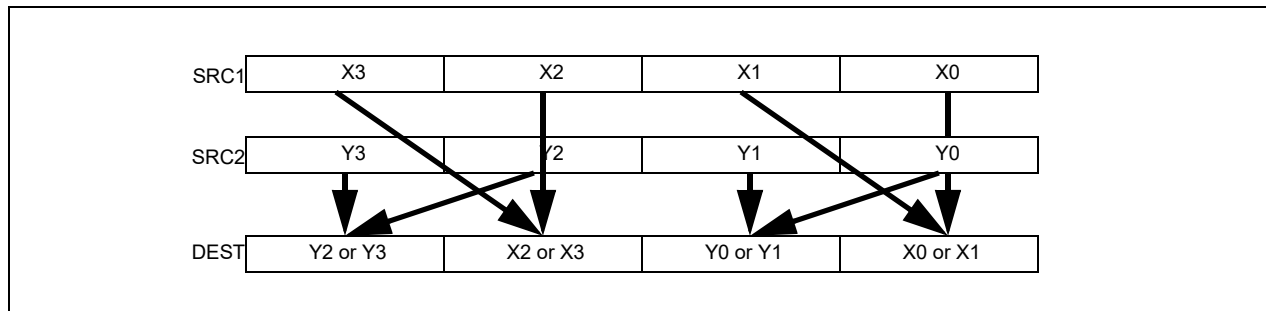 SRC1 X3 X2 X1 X0
SRC2 Y3 Y2 Y1 Y0
DEST Y2 or Y3 X2 or X3 Y0 or Y1 X0 or X1